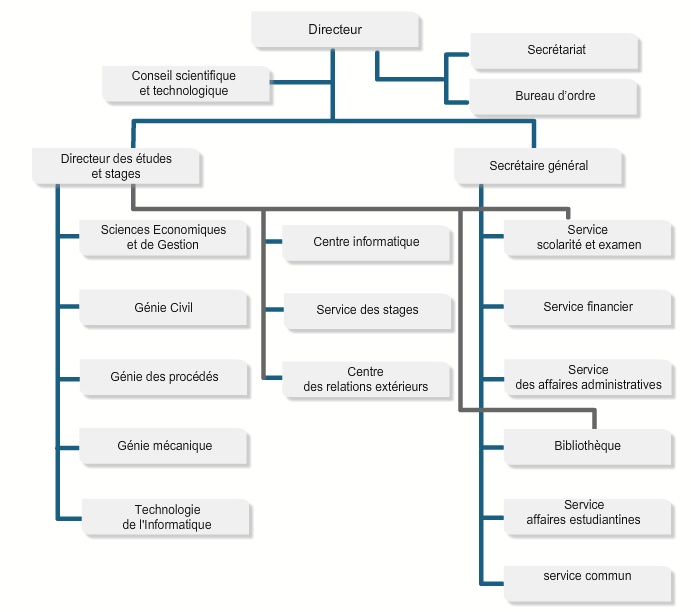 Directeur
Secrétariat
Conseil scientifique
et technologique
Bureau d'ordre
Directeur des études
et stages
Secrétaire général
Sciences Economiques
et de Gestion
Centre informatique
Service
scolarité et examen
Génie Civil
Service des stages
Service financier
Génie des procédés
Centre
des relations extérieurs
Service
des affaires administratives
Génie mécanique
Bibliothèque
Technologie
de l'Informatique
Service
affaires estudiantines
service commun